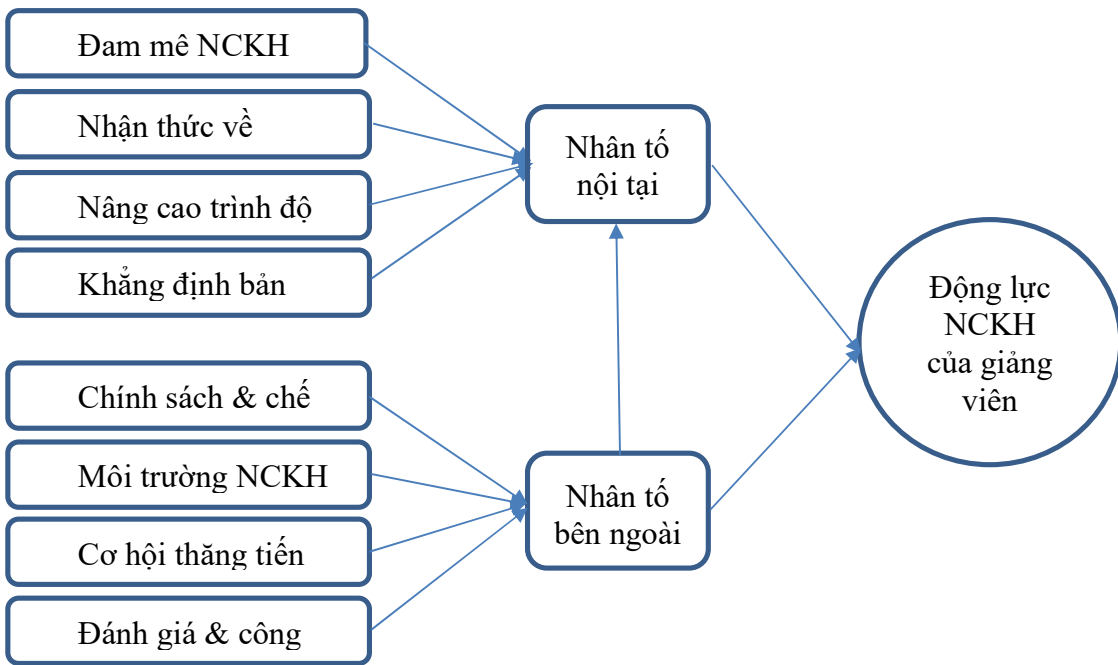 Đam mê NCKH
Nhận thức về
Nâng cao trình độ
Khẳng định bản
Nhân tố
nội tại
Chính sách & chế
Môi trường NCKH
Cơ hội thăng tiến
Đánh giá & công
Nhân tố
bên ngoài
Động lực
NCKH
của giảng
viên